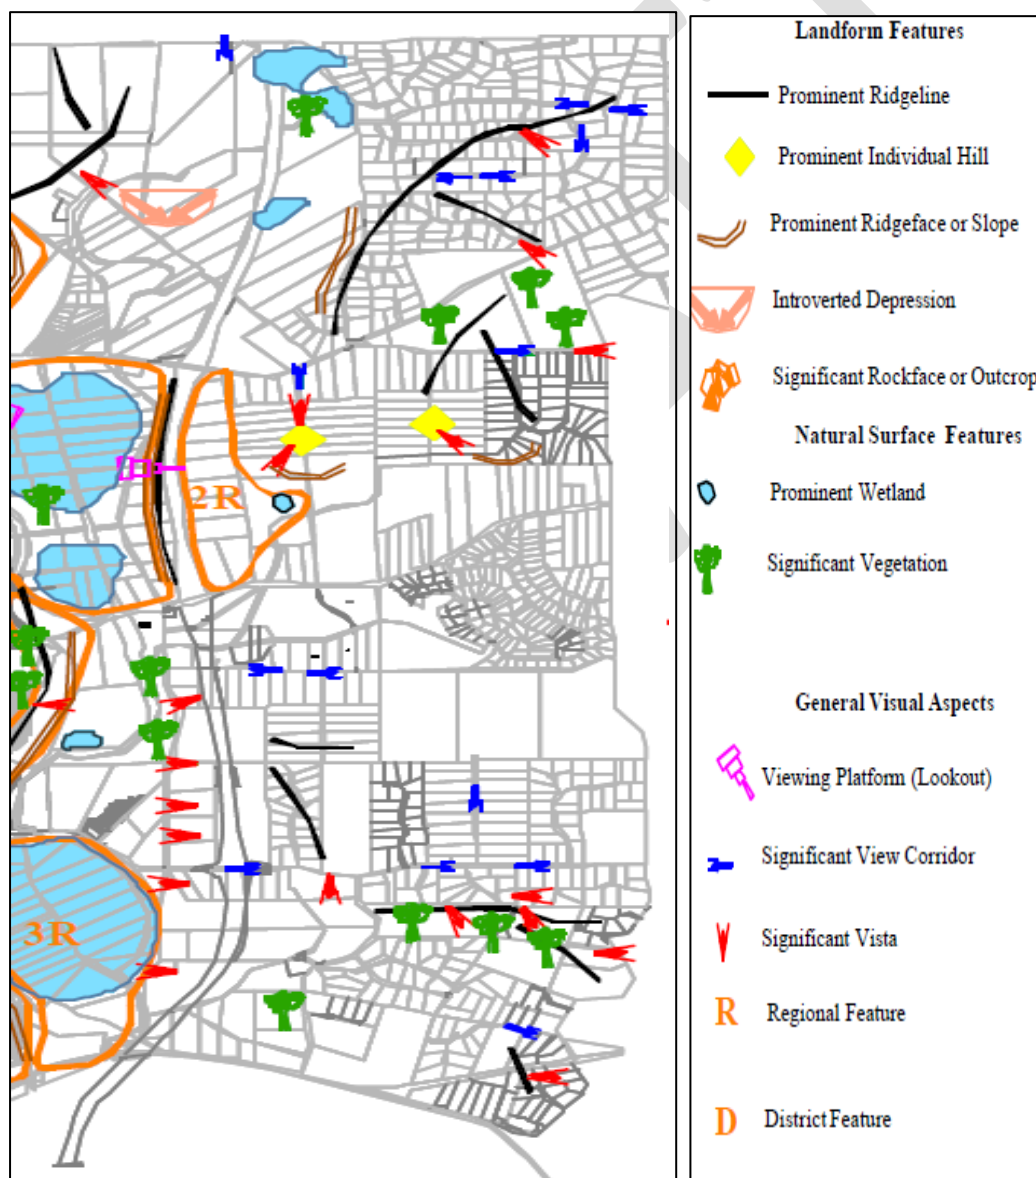 2R
3R
Landform Features
Prominent Ridgeline
Prominent Individual Hill
Prominent Ridgeface or Slope
Introverted Depression
Significant Rockface or Outcrop
Natural Surface Features
Prominent Wetland
Significant Vegetation
General Visual Aspects
Viewing Platform (Lookout)
Significant View Corridor
Significant Vista
R Regional Feature
D District Feature